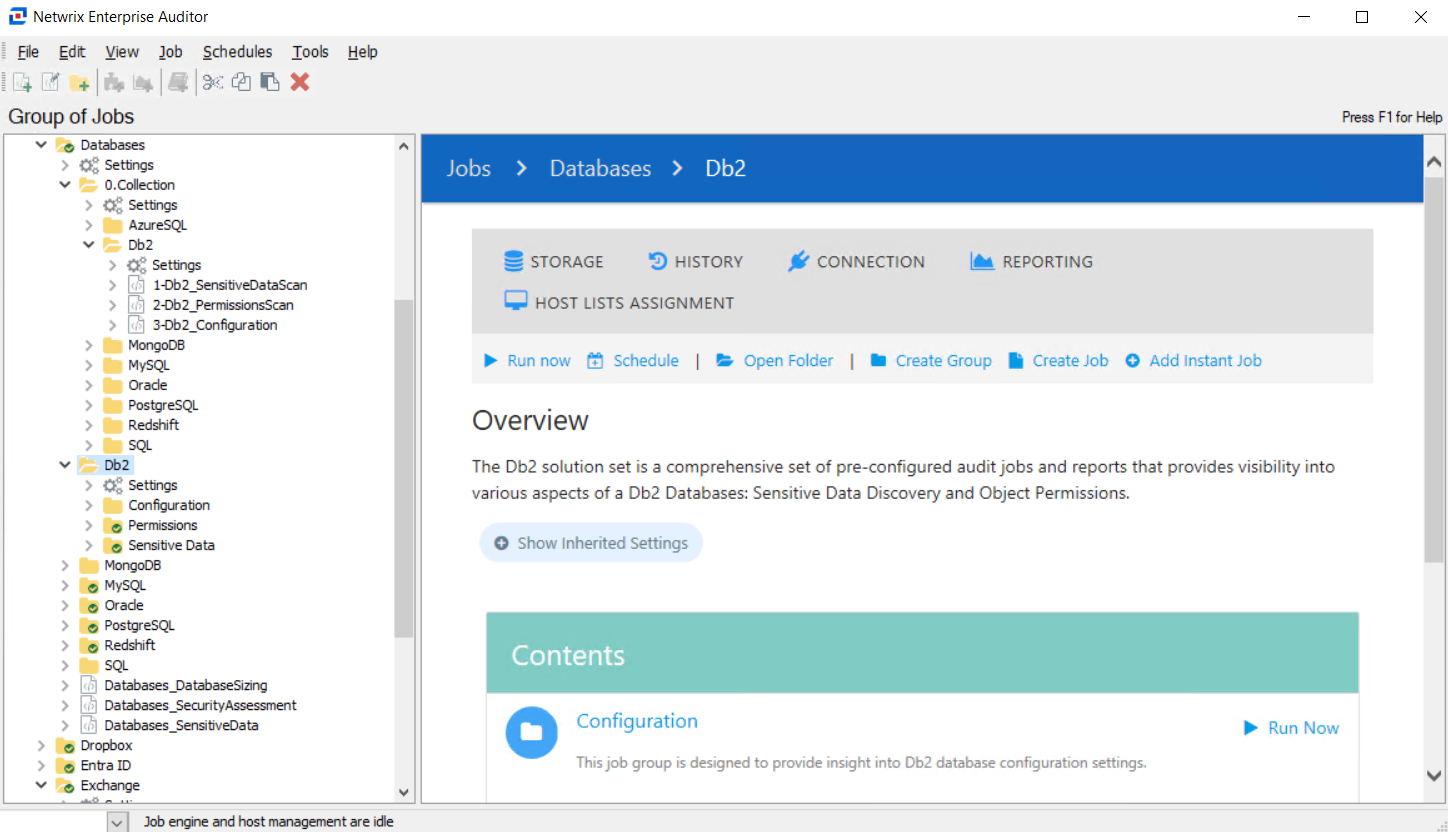 Netwrix Enterprise Auditor
File Edit View Job Schedules Tools Help
Group of Jobs
Press F1 for Help
Databases
Settings
0.Collection
Settings
AzureSQL
Db2
Settings
1-Db2_SensitiveDataScan
2-Db2_PermissionsScan
3-Db2_Configuration
MongoDB
MySQL
Oracle
PostgreSQL
Redshift
SQL
Db2
Settings
Configuration
Permissions
Sensitive Data
MongoDB
MySQL
Oracle
PostgreSQL
Redshift
SQL
Databases_DatabaseSizing
Databases_SecurityAssessment
Databases_SensitiveData
Dropbox
Entra ID
Exchange
Jobs > Databases > Db2
STORAGE HISTORY CONNECTION REPORTING
HOST LISTS ASSIGNMENT
Run now Schedule | Open Folder | Create Group Create Job Add Instant Job
Overview
The Db2 solution set is a comprehensive set of pre-configured audit jobs and reports that provides visibility into
various aspects of a Db2 Databases: Sensitive Data Discovery and Object Permissions.
Show Inherited Settings
Contents
Configuration
Run Now
This job group is designed to provide insight into Db2 database configuration settings.
Job engine and host management are idle